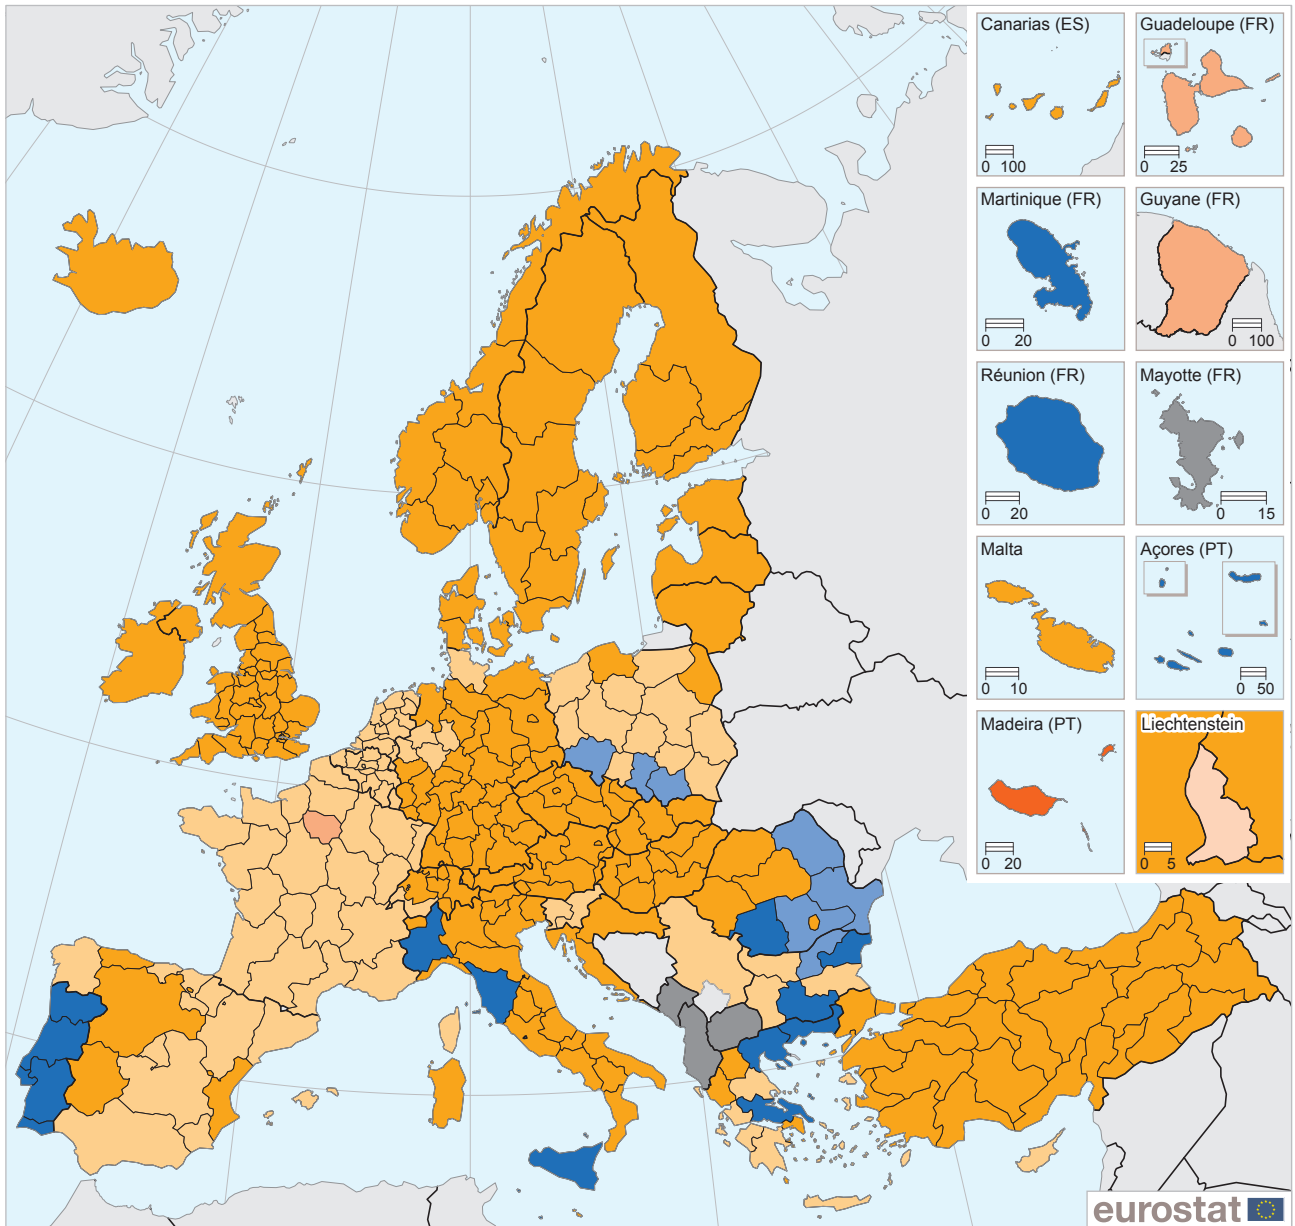 Canarias (ES)
0 100
Guadeloupe (FR)
0 25
Martinique (FR)
0 20
Guyane (FR)
0 100
Réunion (FR)
0 20
Mayotte (FR)
0 15
Malta
0 10
Açores (PT)
0 50
Madeira (PT)
0 20
Liechtenstein
0 5
eurostat